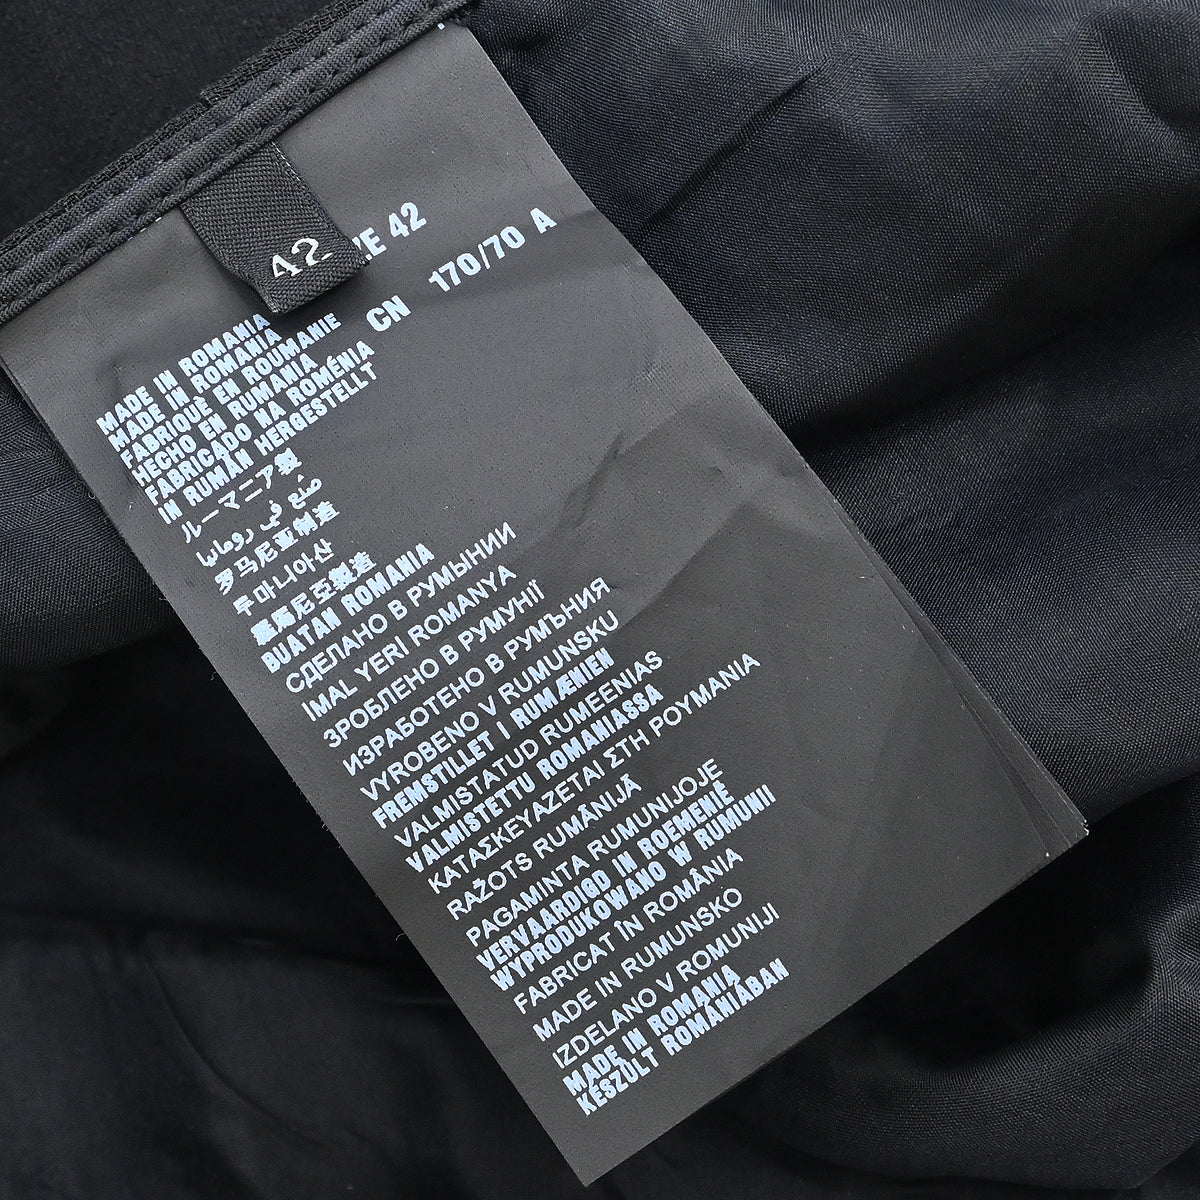 42
ZE 42
CN 170/70 A
MADE IN ROMANIA
MADE IN ROMANIA
FABRIQUÉ EN ROUMANIE
HECHO EN RUMANIA
FABRICADO NA ROMÉNIA
IN RUMÄN HERGESTELLT
ルーマニア製
صنع في رومانيا
罗马尼亚制造
루마니아산
羅馬尼亞製造
BUATAN ROMANIA
СДЕЛАНО В РУМЫНИИ
IMAL YERI ROMANYA
ЗРОБЛЕНО В РУМУНІЇ
ИЗРАБОТЕНО В РУМЪНИЯ
VYROBENO V RUMUNSKU
FREMSTILLET I RUMÆNIEN
VALMISTATUD RUMEENIAS
VALMISTETTU ROMANIASSA
ΚΑΤΑΣΚΕΥΑΖΕΤΑΙ ΣΤΗ ΡΟΥΜΑΝΙΑ
RAŽOTS RUMĀNIJĀ
PAGAMINTA RUMUNIJOJE
VERVAARDIGD IN ROEMENIË
WYPRODUKOWANO W RUMUNII
FABRICAT ÎN ROMÂNIA
MADE IN RUMUNSKO
IZDELANO V ROMUNIJI
MADE IN ROMANIA
KÉSZÜLT ROMÁNIÁBAN